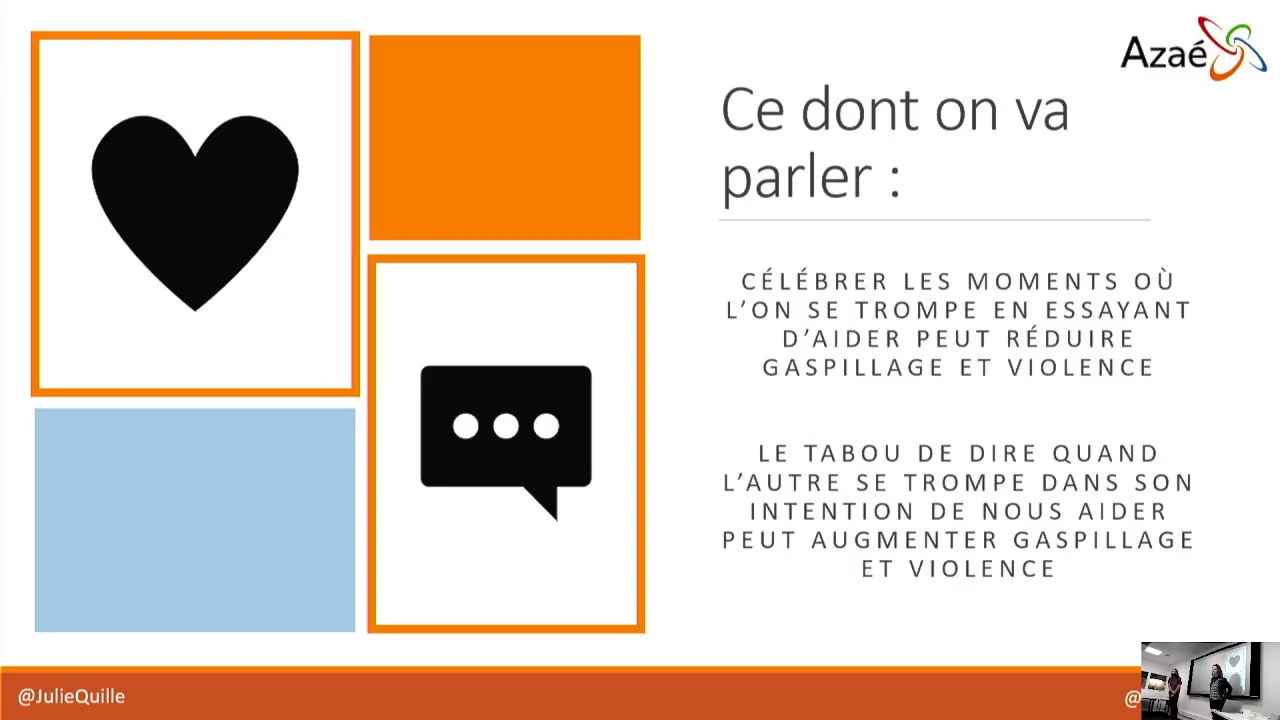 Azaé
Ce dont on va
parler :
CÉLÉBRER LES MOMENTS OÙ
L'ON SE TROMPE EN ESSAYANT
D'AIDER PEUT RÉDUIRE
GASPILLAGE ET VIOLENCE
LE TABOU DE DIRE QUAND
L'AUTRE SE TROMPE DANS SON
INTENTION DE NOUS AIDER
PEUT AUGMENTER GASPILLAGE
ET VIOLENCE
@JulieQuille
@